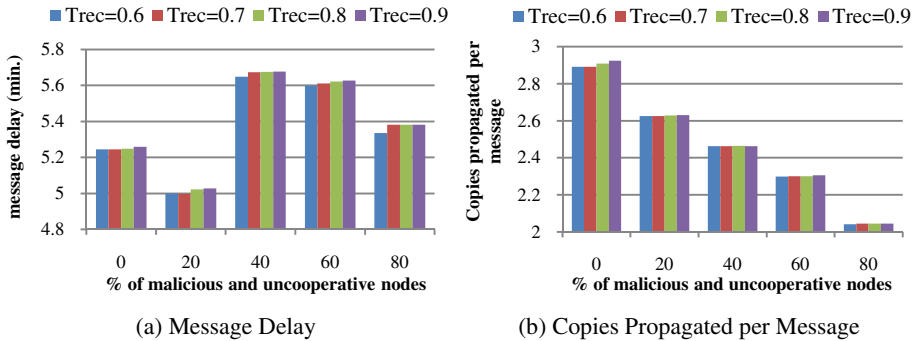 Trec=0.6 Trec=0.7 Trec=0.8 Trec=0.9
message delay (min.)
5.8
5.6
5.4
5.2
5
4.8
0 20 40 60 80
% of malicious and uncooperative nodes
(a) Message Delay
Trec=0.6 Trec=0.7 Trec=0.8 Trec=0.9
Copies propagated per
message
3
2.8
2.6
2.4
2.2
2
0 20 40 60 80
% of malicious and uncooperative nodes
(b) Copies Propagated per Message